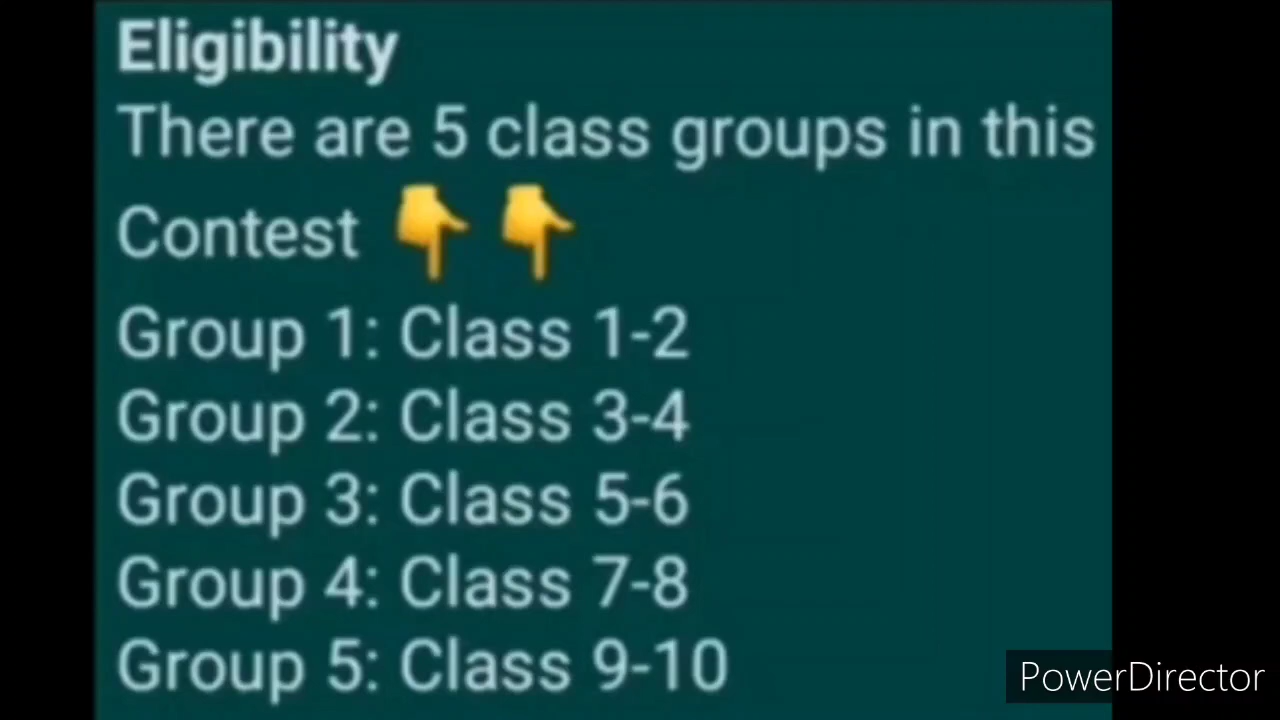 Eligibility
There are 5 class groups in this
Contest 👇 👇
Group 1: Class 1-2
Group 2: Class 3-4
Group 3: Class 5-6
Group 4: Class 7-8
Group 5: Class 9-10
PowerDirector